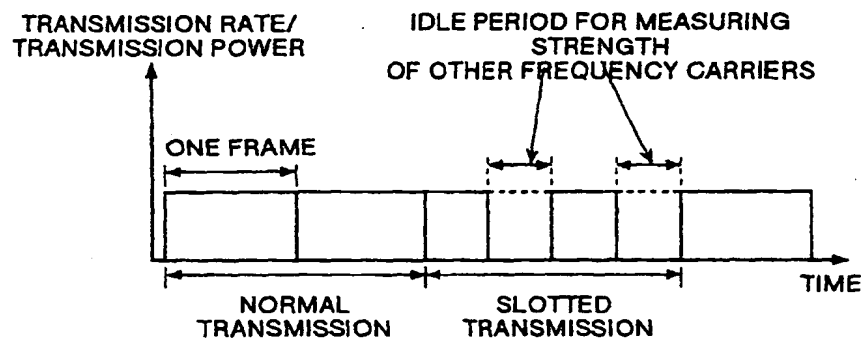 TRANSMISSION RATE/
TRANSMISSION POWER
IDLE PERIOD FOR MEASURING
STRENGTH
OF OTHER FREQUENCY CARRIERS
ONE FRAME
TIME
NORMAL
TRANSMISSION
SLOTTED
TRANSMISSION